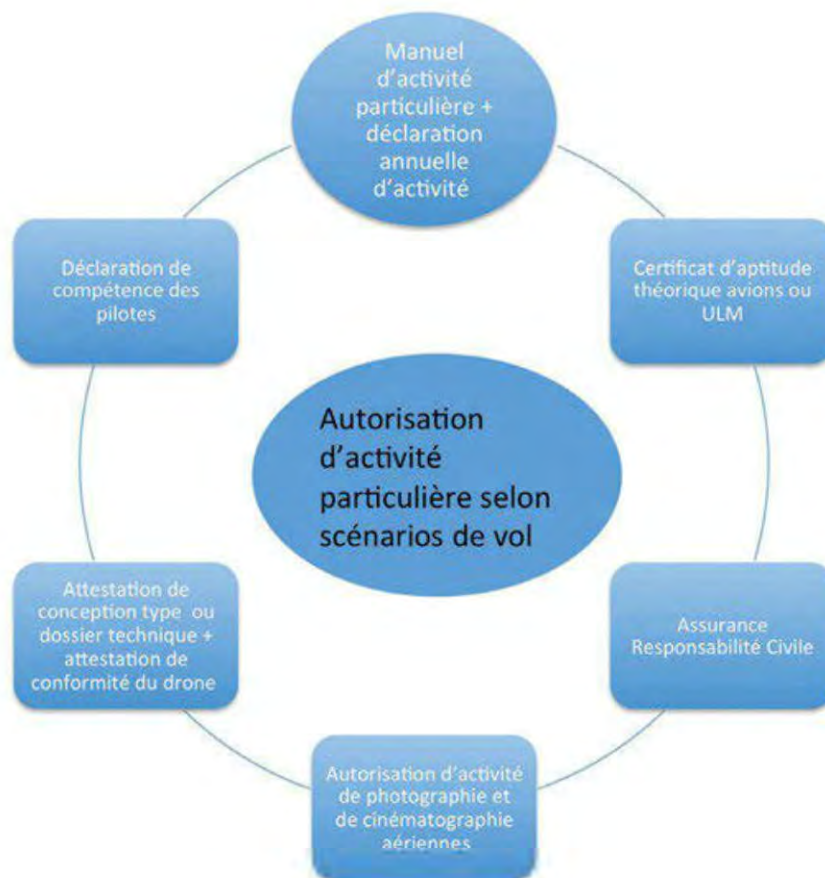 Manuel
d'activité
particulière +
déclaration
annuelle
d'activité
Déclaration de
compétence des
pilotes
Certificat d'aptitude
théorique avions ou
ULM
Autorisation
d'activité
particulière selon
scénarios de vol
Attestation de
conception type ou
dossier technique +
attestation de
conformité du drone
Assurance
Responsabilité Civile
Autorisation d'activité
de photographie et
de cinématographie
aériennes